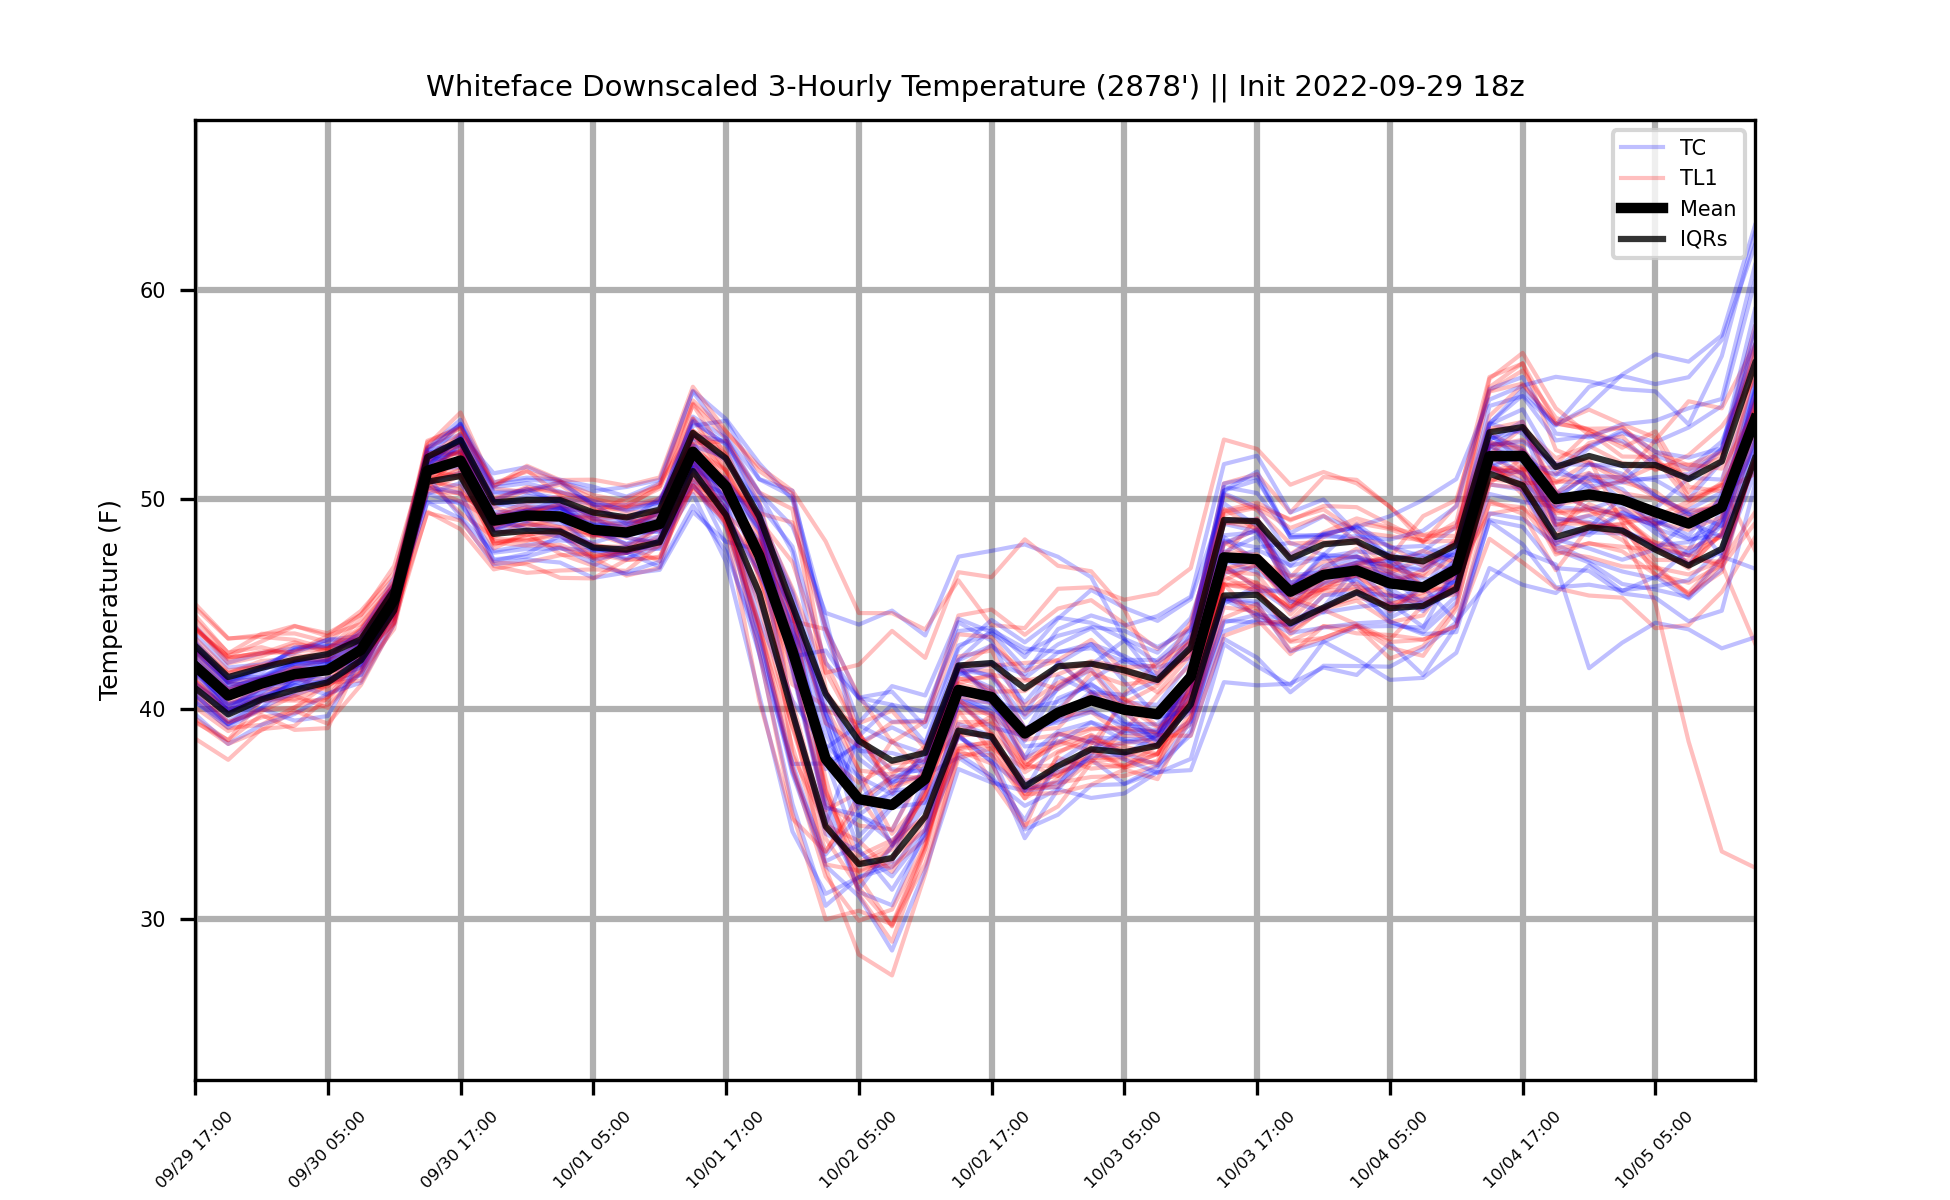 Whiteface Downscaled 3-Hourly Temperature (2878') || Init 2022-09-29 18z
TC
TL1
Mean
IQRs
Temperature (F)
60
50
40
30
09/29 17:00
09/30 05:00
09/30 17:00
10/01 05:00
10/01 17:00
10/02 05:00
10/02 17:00
10/03 05:00
10/03 17:00
10/04 05:00
10/04 17:00
10/05 05:00